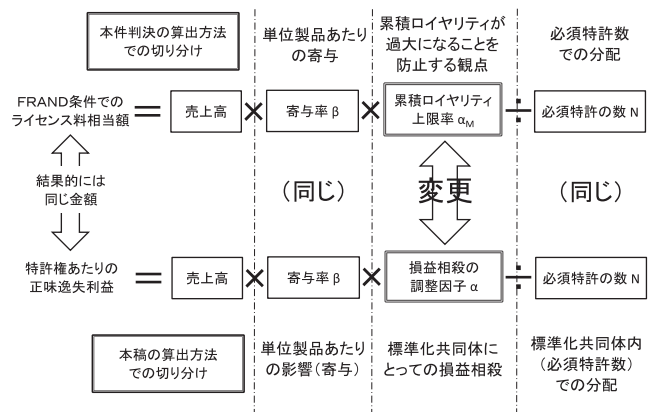 本件判決の算出方法
での切り分け
単位製品あたり
の寄与
累積ロイヤリティが
過大になることを
防止する観点
必須特許数
での分配
FRAND条件での
ライセンス料相当額
= 売上高 × 寄与率 β × 累積ロイヤリティ
上限率 αM ÷ 必須特許の数 N
結果的には
同じ金額
(同じ)
変更
(同じ)
特許権あたりの
正味逸失利益
= 売上高 × 寄与率 β × 損益相殺の
調整因子 α ÷ 必須特許の数 N
本稿の算出方法
での切り分け
単位製品あたり
の影響(寄与)
標準化共同体に
とっての損益相殺
標準化共同体内
(必須特許数)
での分配